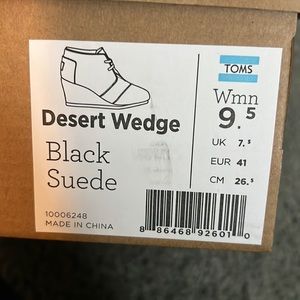 TOMS
Wmn
9.5
UK 7.5
EUR 41
CM 26.5
Desert Wedge
Black
Suede
10006248
MADE IN CHINA
8 86468 92601 0